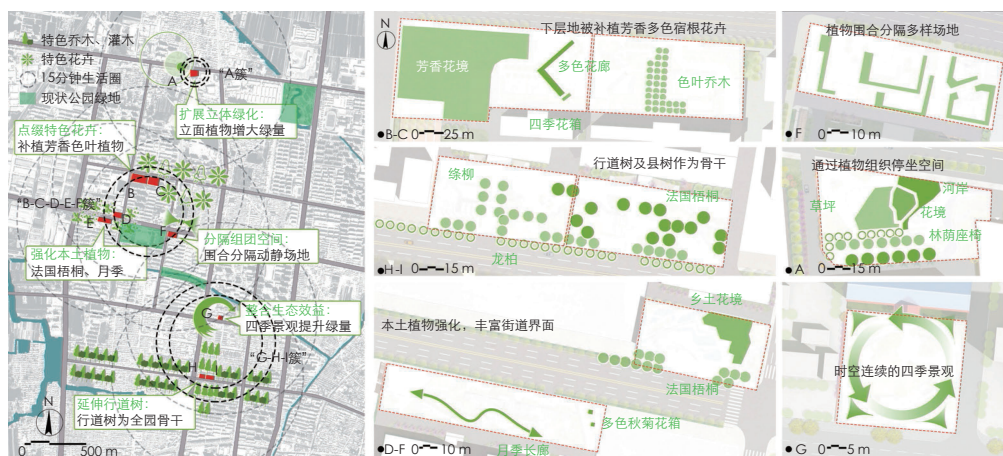 特色乔木、灌木
特色花卉
15分钟生活圈
现状公园绿地
A
“A簇”
扩展立体绿化：
立面植物增大绿量
点缀特色花卉：
补植芳香色叶植物
B
C
“B-C-D-E-F簇”
E
D
F
强化本土植物：
法国梧桐、月季
分隔组团空间：
围合分隔动静场地
整合生态效益：
四季景观提升绿量
G
“G-H-I簇”
H
I
延伸行道树：
行道树为全园骨干
N
0 500 m
N
下层地被补植芳香多色宿根花卉
芳香花境
多色花廊
色叶乔木
四季花箱
B-C 0 25 m
植物围合分隔多样场地
F 0 10 m
行道树及县树作为骨干
绦柳
法国梧桐
龙柏
H-I 0 15 m
通过植物组织停坐空间
河岸
草坪
花境
林荫座椅
A 0 15 m
乡土花境
本土植物强化，丰富街道界面
法国梧桐
多色秋菊花箱
月季长廊
D-F 0 10 m
时空连续的四季景观
G 0 5 m